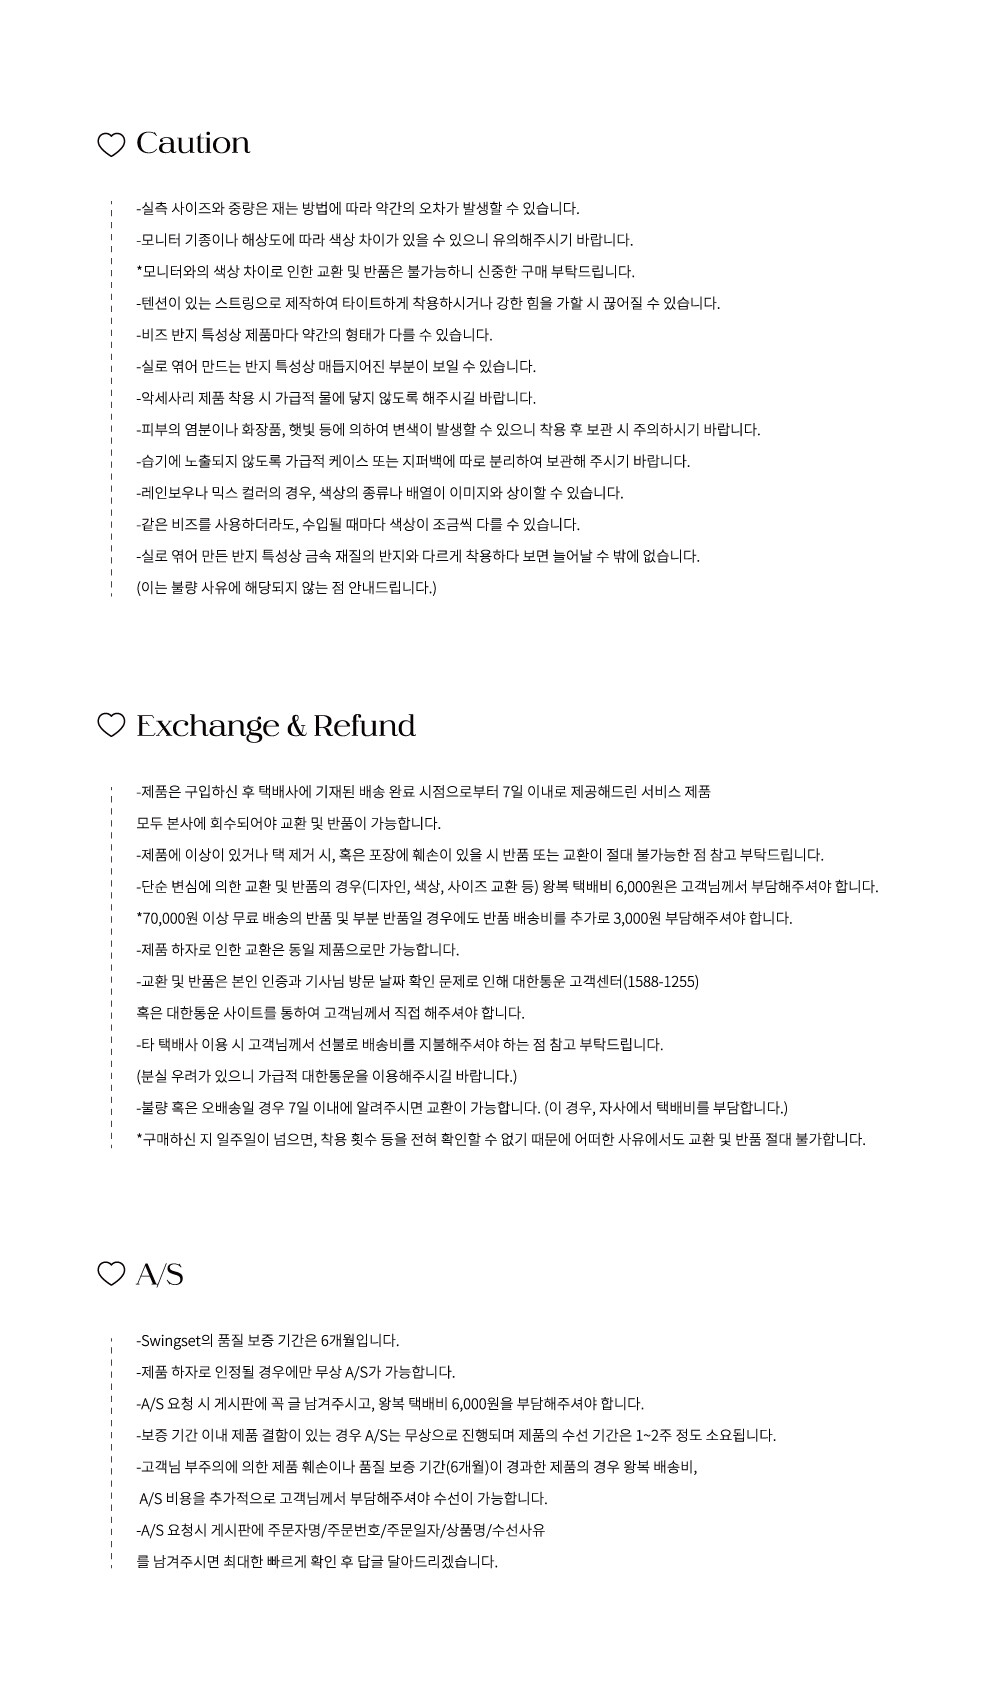 Caution
-실측 사이즈와 중량은 재는 방법에 따라 약간의 오차가 발생할 수 있습니다.
-모니터 기종이나 해상도에 따라 색상 차이가 있을 수 있으니 유의해주시기 바랍니다.
*모니터와의 색상 차이로 인한 교환 및 반품은 불가능하니 신중한 구매 부탁드립니다.
-텐션이 있는 스트링으로 제작하여 타이트하게 착용하시거나 강한 힘을 가할 시 끊어질 수 있습니다.
-비즈 반지 특성상 제품마다 약간의 형태가 다를 수 있습니다.
-실로 엮어 만드는 반지 특성상 매듭지어진 부분이 보일 수 있습니다.
-악세사리 제품 착용 시 가급적 물에 닿지 않도록 해주시길 바랍니다.
-피부의 염분이나 화장품, 햇빛 등에 의하여 변색이 발생할 수 있으니 착용 후 보관 시 주의하시기 바랍니다.
-습기에 노출되지 않도록 가급적 케이스 또는 지퍼백에 따로 분리하여 보관해 주시기 바랍니다.
-레인보우나 믹스 컬러의 경우, 색상의 종류나 배열이 이미지와 상이할 수 있습니다.
-같은 비즈를 사용하더라도, 수입될 때마다 색상이 조금씩 다를 수 있습니다.
-실로 엮어 만든 반지 특성상 금속 재질의 반지와 다르게 착용하다 보면 늘어날 수 밖에 없습니다.
(이는 불량 사유에 해당되지 않는 점 안내드립니다.)
Exchange & Refund
-제품은 구입하신 후 택배사에 기재된 배송 완료 시점으로부터 7일 이내로 제공해드린 서비스 제품
모두 본사에 회수되어야 교환 및 반품이 가능합니다.
-제품에 이상이 있거나 택 제거 시, 혹은 포장에 훼손이 있을 시 반품 또는 교환이 절대 불가능한 점 참고 부탁드립니다.
-단순 변심에 의한 교환 및 반품의 경우(디자인, 색상, 사이즈 교환 등) 왕복 택배비 6,000원은 고객님께서 부담해주셔야 합니다.
*70,000원 이상 무료 배송의 반품 및 부분 반품일 경우에도 반품 배송비를 추가로 3,000원 부담해주셔야 합니다.
-제품 하자로 인한 교환은 동일 제품으로만 가능합니다.
-교환 및 반품은 본인 인증과 기사님 방문 날짜 확인 문제로 인해 대한통운 고객센터(1588-1255)
혹은 대한통운 사이트를 통하여 고객님께서 직접 해주셔야 합니다.
-타 택배사 이용 시 고객님께서 선불로 배송비를 지불해주셔야 하는 점 참고 부탁드립니다.
(분실 우려가 있으니 가급적 대한통운을 이용해주시길 바랍니다.)
-불량 혹은 오배송일 경우 7일 이내에 알려주시면 교환이 가능합니다. (이 경우, 자사에서 택배비를 부담합니다.)
*구매하신 지 일주일이 넘으면, 착용 횟수 등을 전혀 확인할 수 없기 때문에 어떠한 사유에서도 교환 및 반품 절대 불가합니다.
A/S
-Swingset의 품질 보증 기간은 6개월입니다.
-제품 하자로 인정될 경우에만 무상 A/S가 가능합니다.
-A/S 요청 시 게시판에 꼭 글 남겨주시고, 왕복 택배비 6,000원을 부담해주셔야 합니다.
-보증 기간 이내 제품 결함이 있는 경우 A/S는 무상으로 진행되며 제품의 수선 기간은 1~2주 정도 소요됩니다.
-고객님 부주의에 의한 제품 훼손이나 품질 보증 기간(6개월)이 경과한 제품의 경우 왕복 배송비,
A/S 비용을 추가적으로 고객님께서 부담해주셔야 수선이 가능합니다.
-A/S 요청시 게시판에 주문자명/주문번호/주문일자/상품명/수선사유
를 남겨주시면 최대한 빠르게 확인 후 답글 달아드리겠습니다.